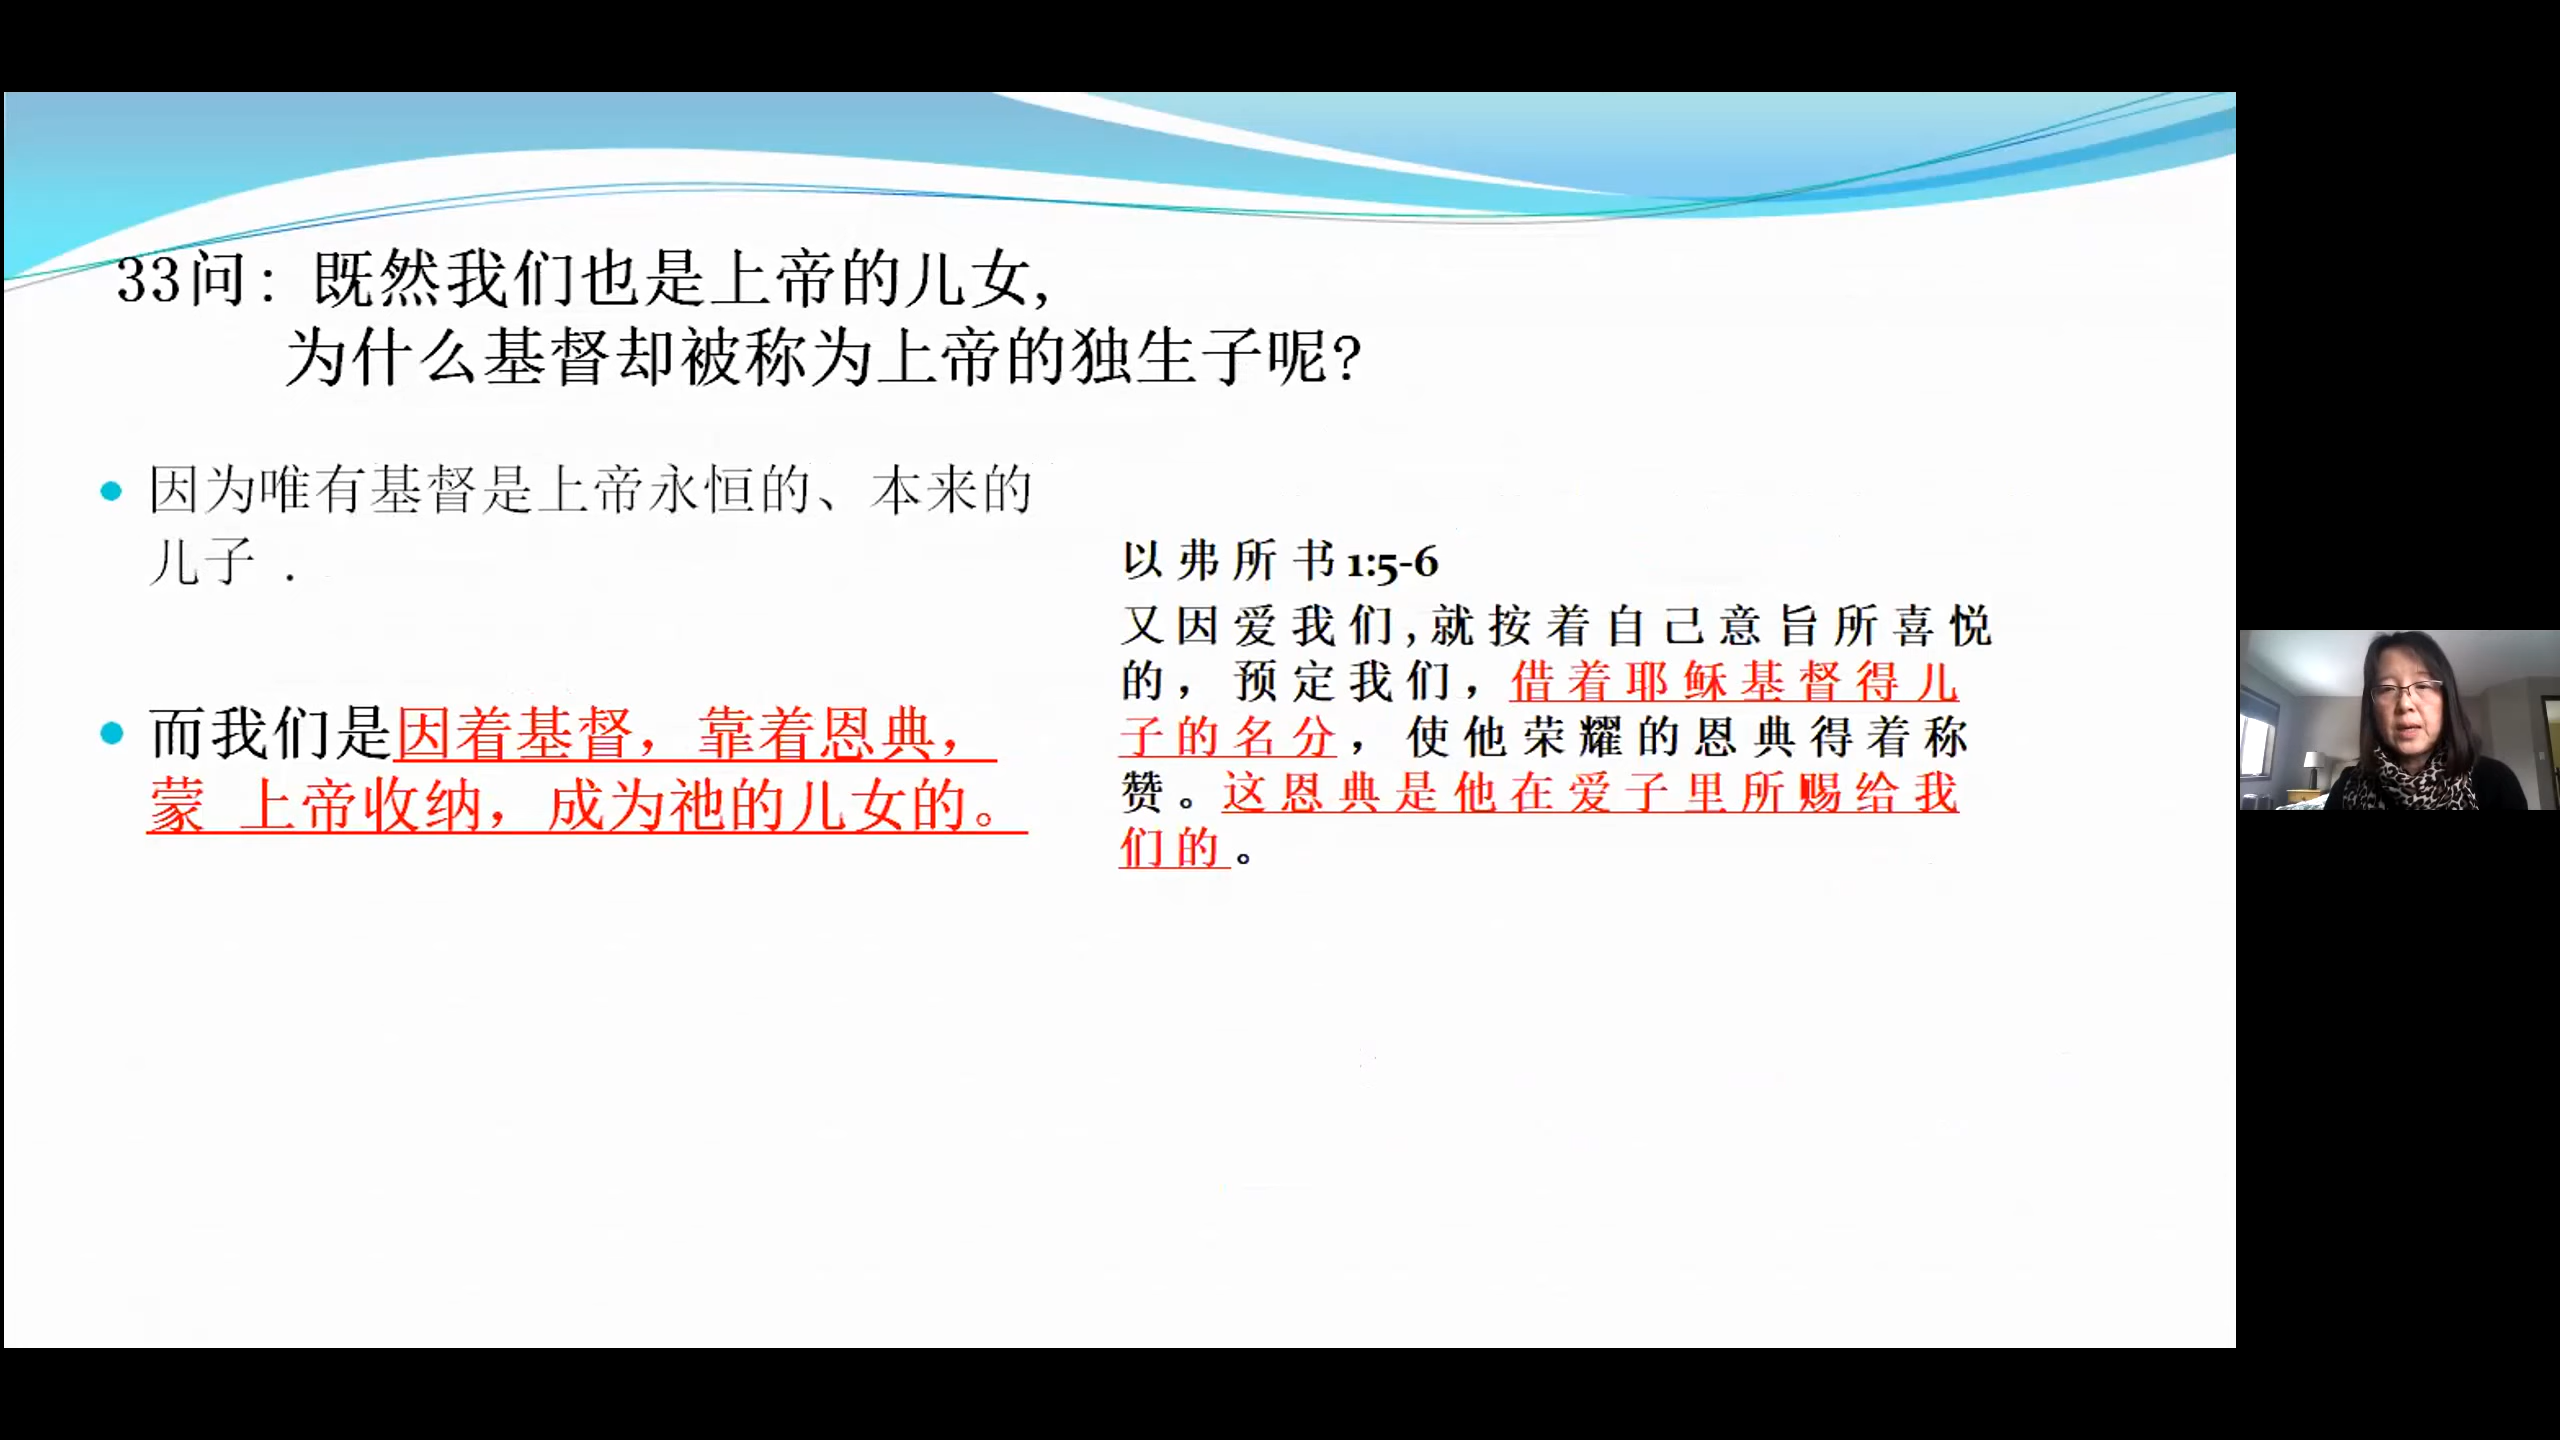 33问：既然我们也是上帝的儿女,
为什么基督却被称为上帝的独生子呢?
因为唯有基督是上帝永恒的、本来的
儿子 .
而我们是因着基督，靠着恩典，
蒙 上帝收纳，成为祂的儿女的。
以弗所书1:5-6
又因爱我们,就按着自己意旨所喜悦
的，预定我们，借着耶稣基督得儿
子的名分，使他荣耀的恩典得着称
赞。这恩典是他在爱子里所赐给我
们的。